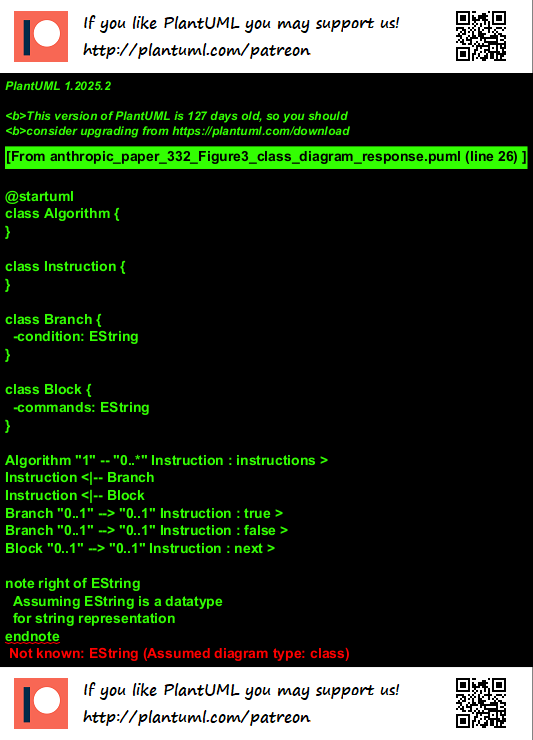 If you like PlantUML you may support us!
http://plantuml.com/patreon
PlantUML 1.2025.2
<b>This version of PlantUML is 127 days old, so you should
<b>consider upgrading from https://plantuml.com/download
[From anthropic_paper_332_Figure3_class_diagram_response.puml (line 26) ]
@startuml
class Algorithm {
}
class Instruction {
}
class Branch {
-condition: EString
}
class Block {
-commands: EString
}
Algorithm "1" -- "0..*" Instruction : instructions >
Instruction <|-- Branch
Instruction <|-- Block
Branch "0..1" --> "0..1" Instruction : true >
Branch "0..1" --> "0..1" Instruction : false >
Block "0..1" --> "0..1" Instruction : next >
note right of EString
Assuming EString is a datatype
for string representation
endnote
Not known: EString (Assumed diagram type: class)
If you like PlantUML you may support us!
http://plantuml.com/patreon